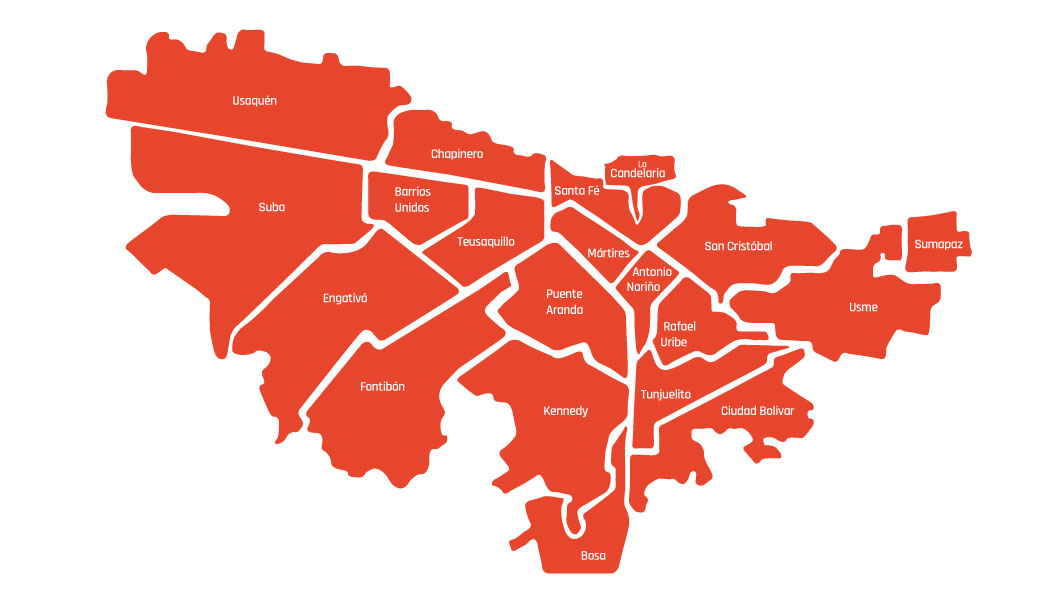 Usaquén
Chapinero
Suba
Barrios
Unidos
Teusaquillo
Santa Fé
La
Candelaria
San Cristóbal
Sumapaz
Mártires
Antonio
Nariño
Engativá
Puente
Aranda
Rafael
Uribe
Usme
Fontibón
Kennedy
Tunjuelito
Ciudad Bolivar
Bosa